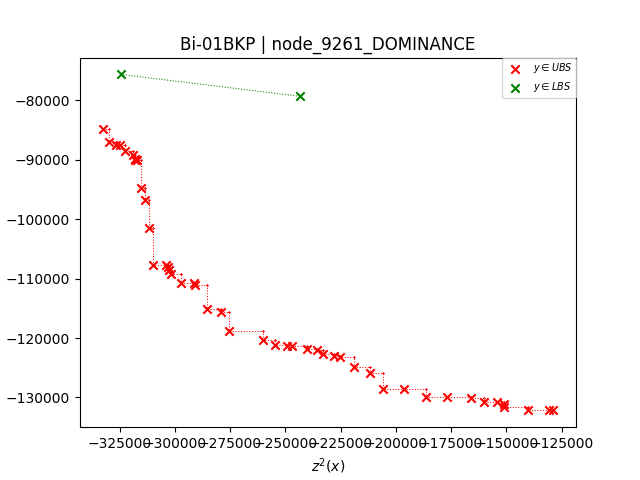 Bi-01BKP | node_9261_DOMINANCE
y ∈ UBS
y ∈ LBS
−80000
−90000
−100000
−110000
−120000
−130000
−325000 −300000 −275000 −250000 −225000 −200000 −175000 −150000 −125000
z²(x)